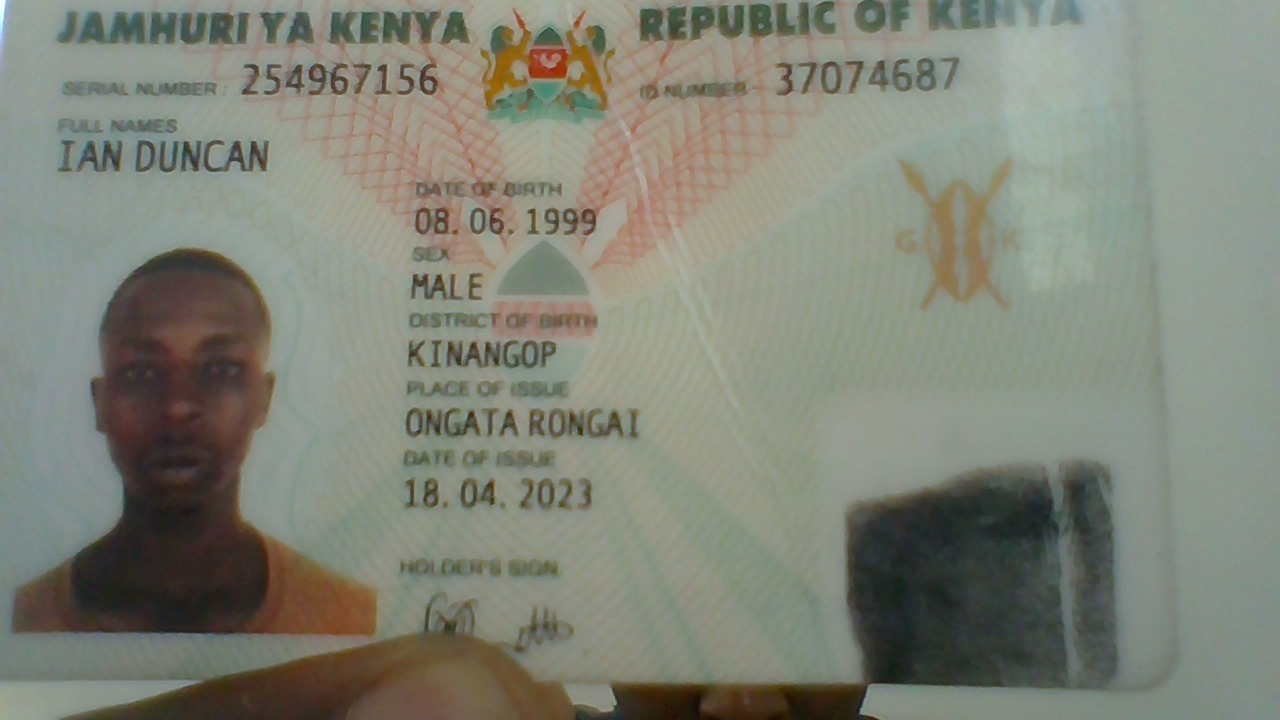 JAMHURI YA KENYA
REPUBLIC OF KENYA
SERIAL NUMBER : 254967156
ID NUMBER 37074687
FULL NAMES
IAN DUNCAN
DATE OF BIRTH
08. 06. 1999
SEX
MALE
DISTRICT OF BIRTH
KINANGOP
PLACE OF ISSUE
ONGATA RONGAI
DATE OF ISSUE
18. 04. 2023
HOLDER'S SIGN.
G K